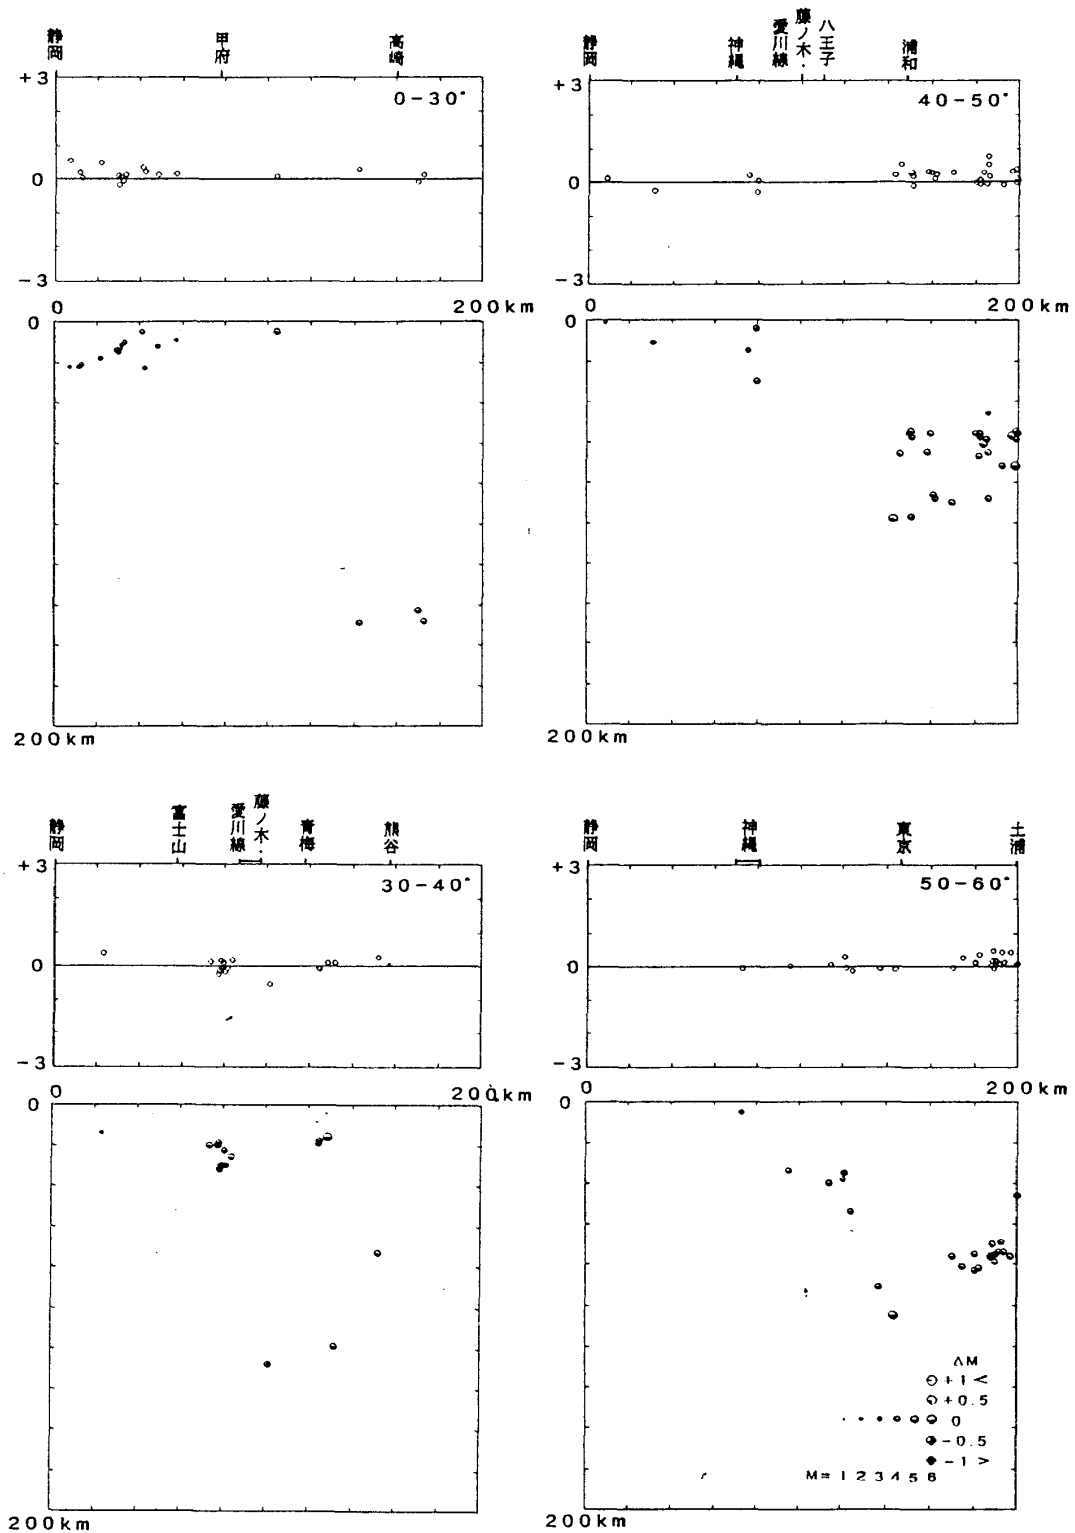 静岡
甲府
高崎
+3
0-30°
0
-3
0
200km
0
200km
静岡
神縄
愛川線
藤ノ木・
八王子
浦和
+3
40-50°
0
-3
0
200km
0
200km
静岡
富士山
愛川線
藤ノ木・
青梅
熊谷
+3
30-40°
0
-3
0
200km
0
200km
静岡
神縄
東京
土浦
+3
50-60°
0
-3
0
200km
0
ΔM
+1<
+0.5
0
-0.5
-1>
M=1 2 3 4 5 6
200km